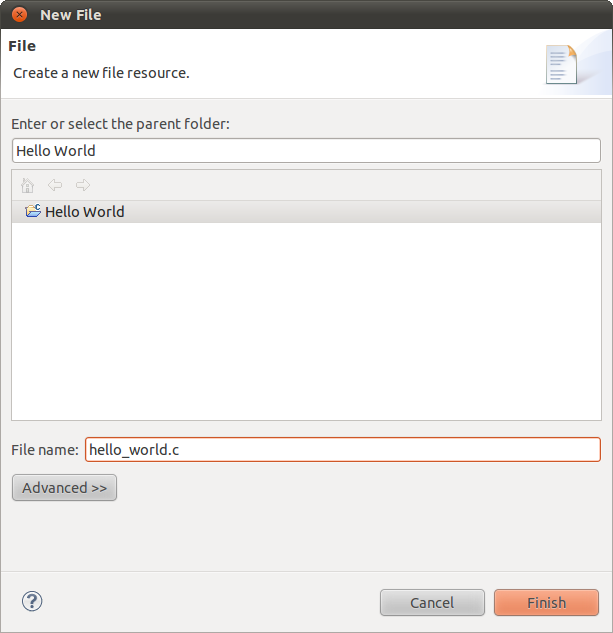 New File
File
Create a new file resource.
Enter or select the parent folder:
Hello World
Hello World
File name: hello_world.c
Advanced >>
?
Cancel Finish